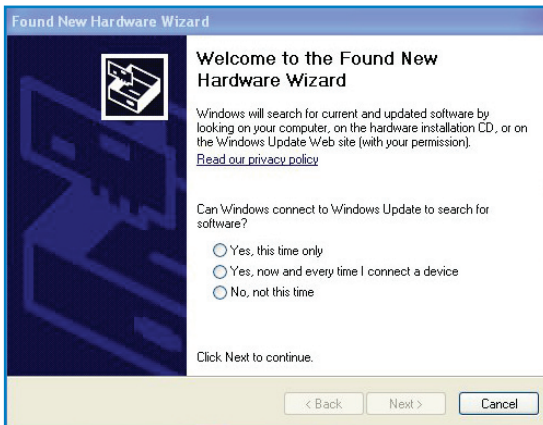 Found New Hardware Wizard
Welcome to the Found New
Hardware Wizard
Windows will search for current and updated software by
looking on your computer, on the hardware installation CD, or on
the Windows Update Web site (with your permission).
Read our privacy policy
Can Windows connect to Windows Update to search for
software?
Yes, this time only
Yes, now and every time I connect a device
No, not this time
Click Next to continue.
< Back Next > Cancel